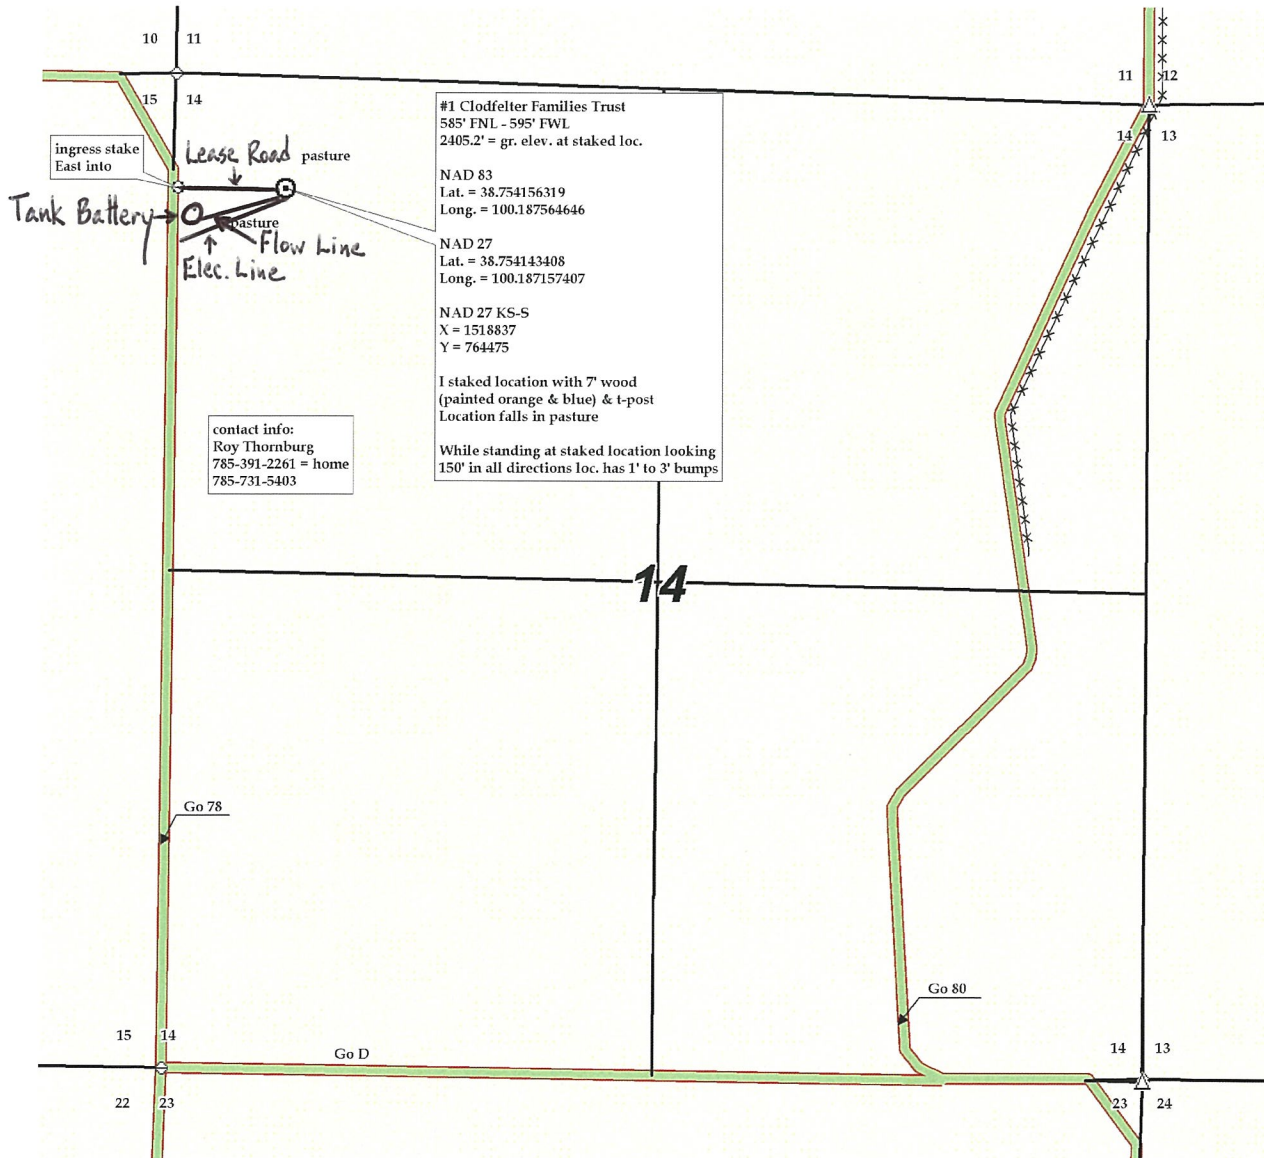 10 11
11 12
15 14
14 13
#1 Clodfelter Families Trust
585' FNL - 595' FWL
2405.2' = gr. elev. at staked loc.
NAD 83
Lat. = 38.754156319
Long. = 100.187564646
NAD 27
Lat. = 38.754143408
Long. = 100.187157407
NAD 27 KS-S
X = 1518837
Y = 764475
I staked location with 7' wood
(painted orange & blue) & t-post
Location falls in pasture
While standing at staked location looking
150' in all directions loc. has 1' to 3' bumps
ingress stake
East into
Lease Road
pasture
Tank Battery
pasture
Flow Line
Elec. Line
contact info:
Roy Thornburg
785-391-2261 = home
785-731-5403
14
Go 78
Go 80
15 14
Go D
14 13
22 23
23 24